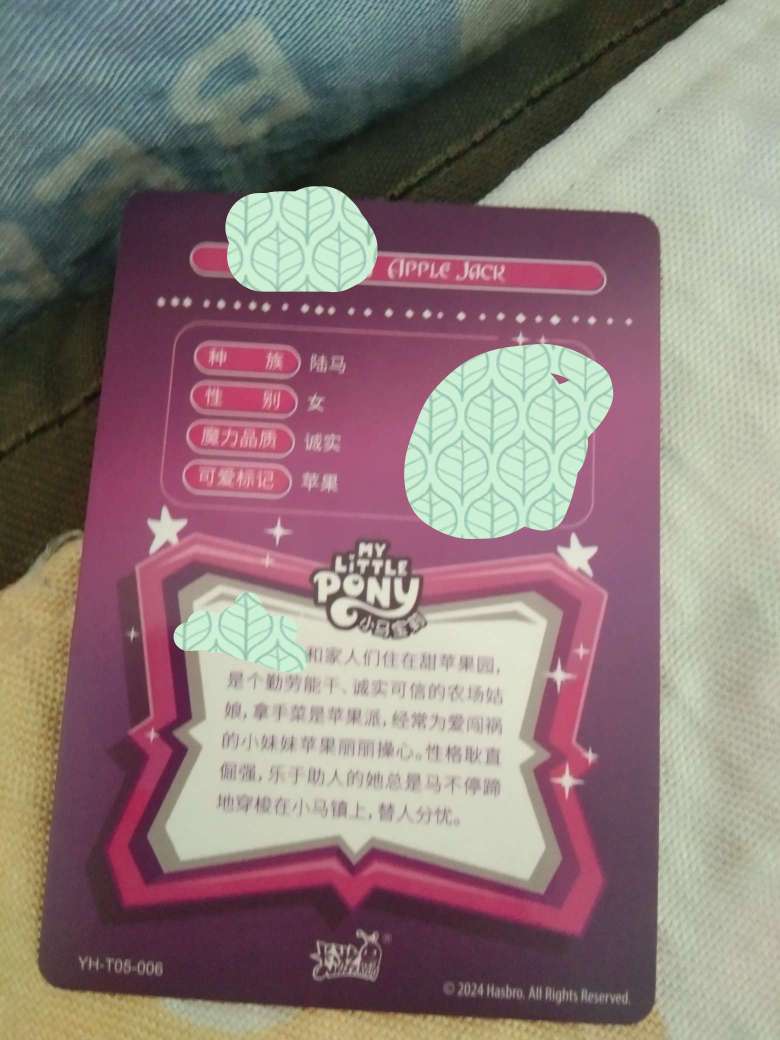 APPLE JACK
种 族 陆马
性 别 女
魔力品质 诚实
可爱标记 苹果
MY
LITTLE
PONY
小马宝莉
和家人们住在甜苹果园，
是个勤劳能干、诚实可信的农场姑
娘，拿手菜是苹果派，经常为爱闯祸
的小妹妹苹果丽丽操心。性格耿直
倔强，乐于助人的她总是马不停蹄
地穿梭在小马镇上，替人分忧。
YH-T05-006
© 2024 Hasbro. All Rights Reserved.